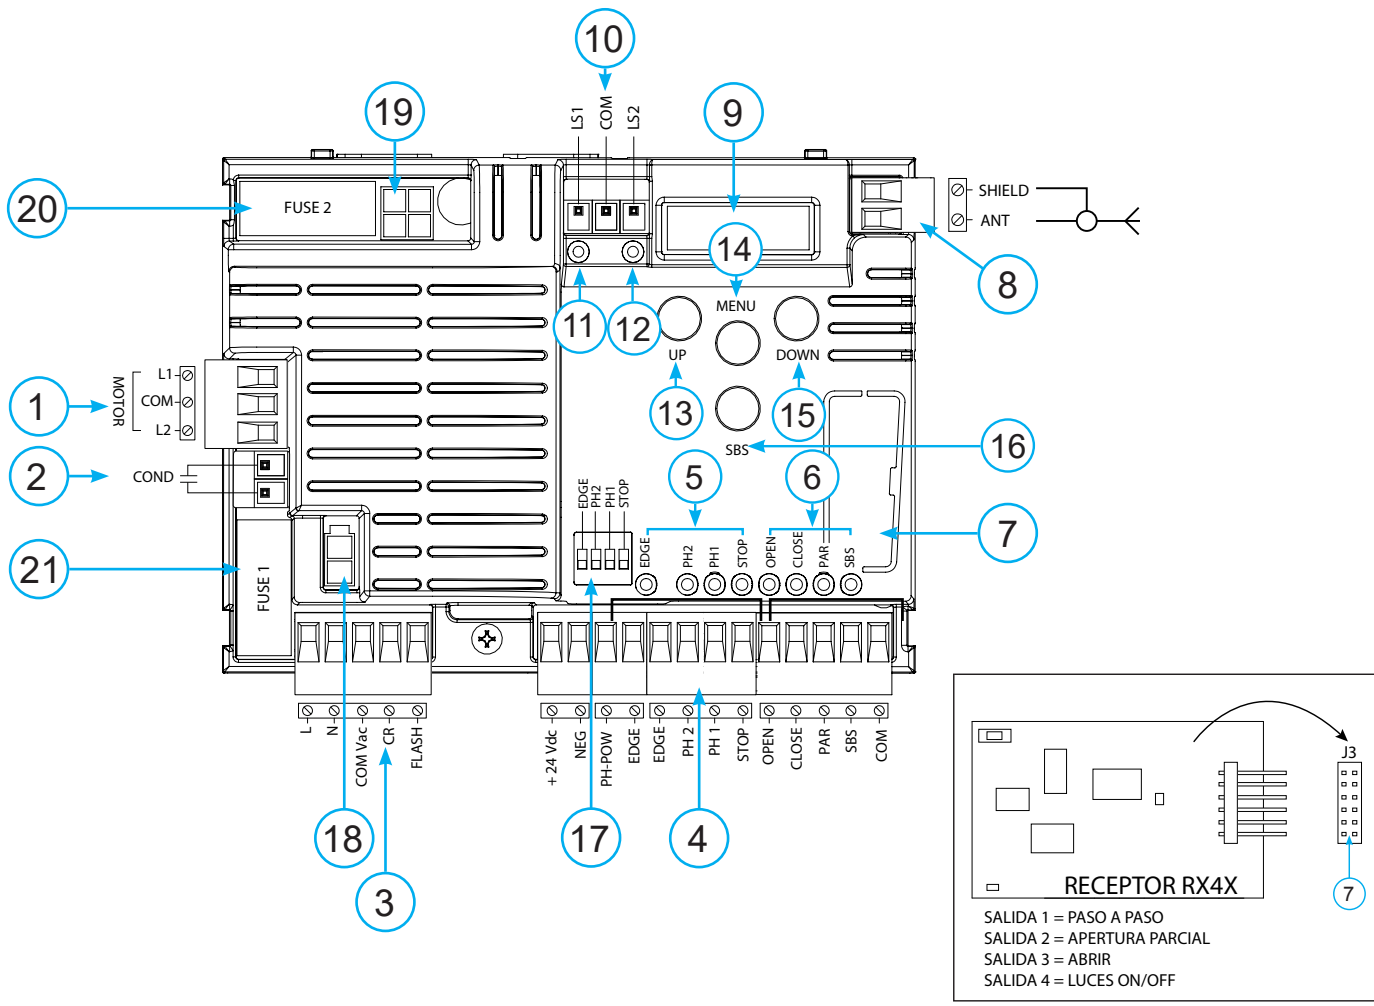 10
LS1
COM
LS2
19
9
20
FUSE 2
SHIELD
ANT
14
8
11
12
MENU
UP
DOWN
13
15
1
MOTOR
L1
COM
L2
16
SBS
2
COND
5
6
7
EDGE
PH2
PH1
STOP
EDGE
PH2
PH1
STOP
OPEN
CLOSE
PAR
SBS
21
FUSE 1
L
N
COM Vac
CR
FLASH
+ 24 Vdc
NEG
PH-POW
EDGE
EDGE
PH 2
PH 1
STOP
OPEN
CLOSE
PAR
SBS
COM
18
17
4
3
J3
7
RECEPTOR RX4X
SALIDA 1 = PASO A PASO
SALIDA 2 = APERTURA PARCIAL
SALIDA 3 = ABRIR
SALIDA 4 = LUCES ON/OFF